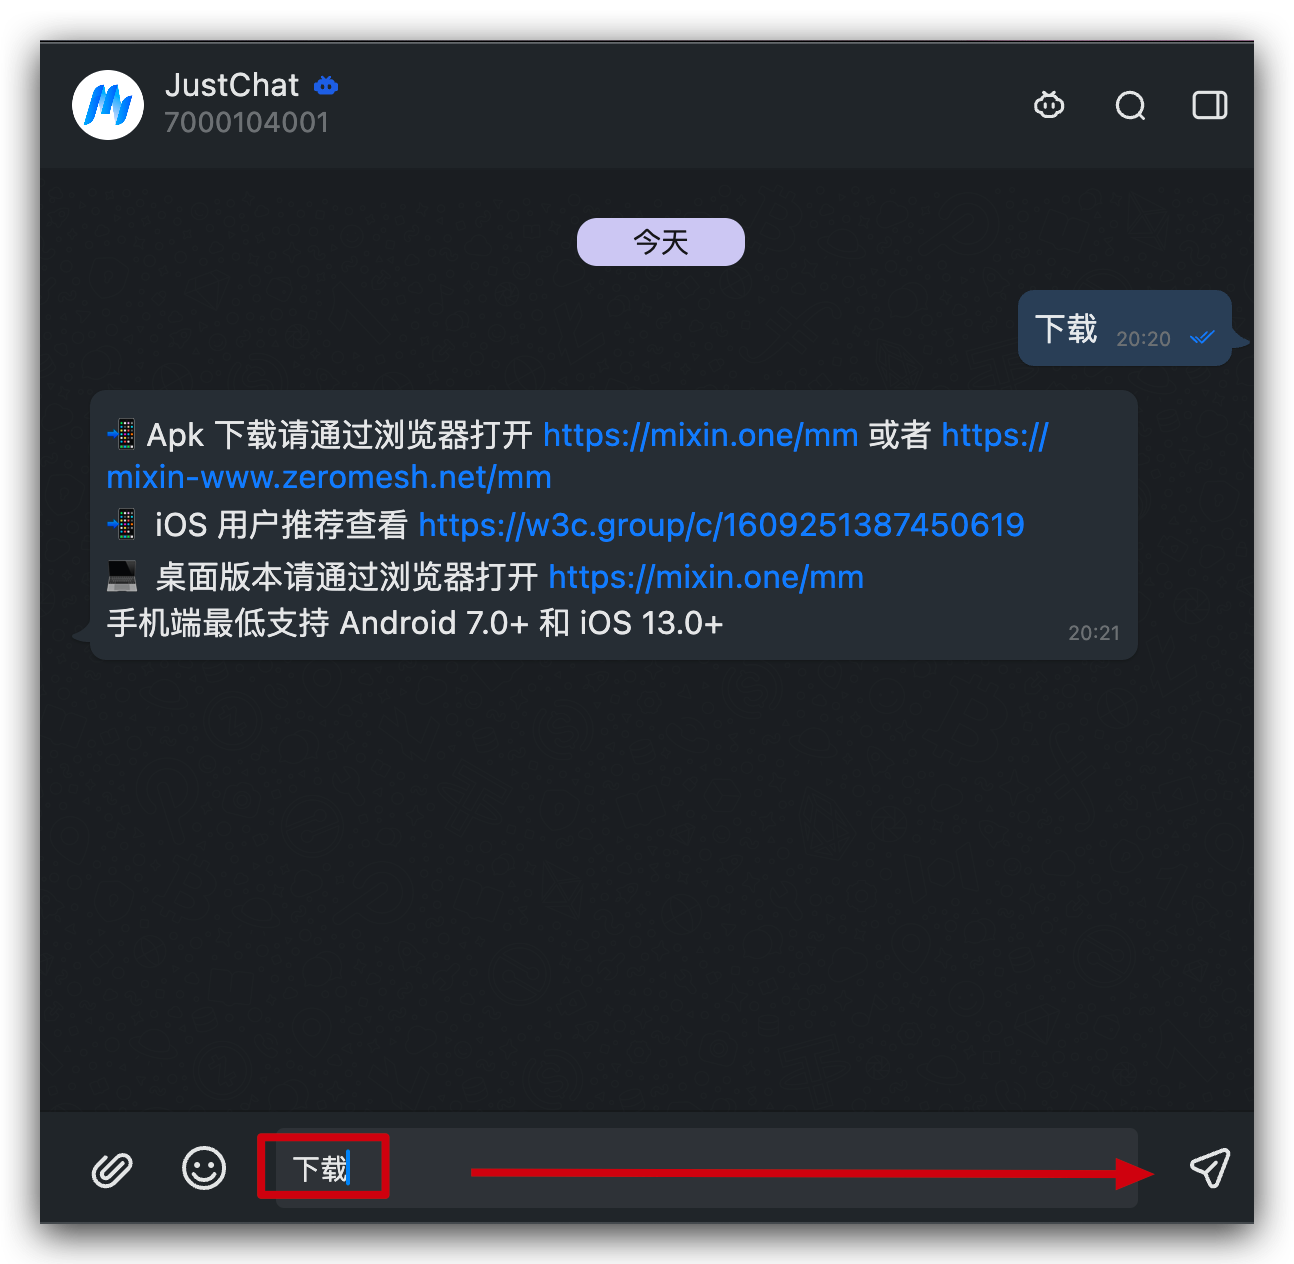 JustChat
7000104001
今天
下载 20:20
Apk 下载请通过浏览器打开 https://mixin.one/mm 或者 https://
mixin-www.zeromesh.net/mm
iOS 用户推荐查看 https://w3c.group/c/1609251387450619
桌面版本请通过浏览器打开 https://mixin.one/mm
手机端最低支持 Android 7.0+ 和 iOS 13.0+
20:21
下载